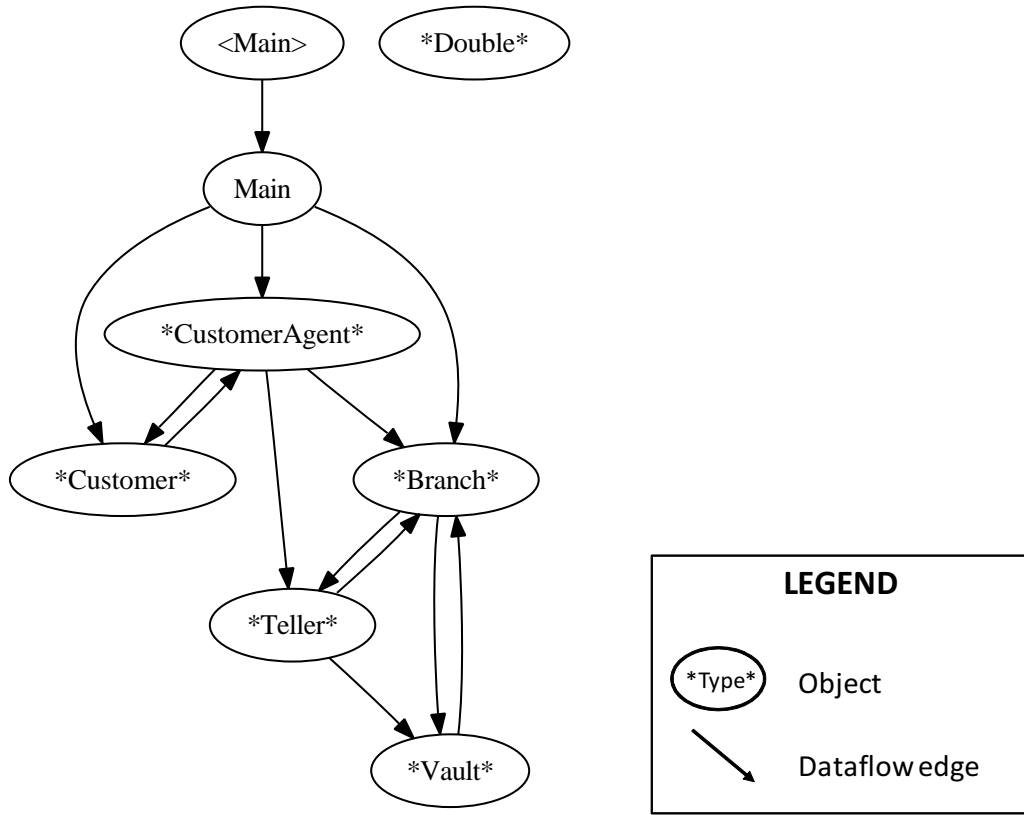 <Main>
*Double*
Main
*CustomerAgent*
*Customer*
*Branch*
*Teller*
*Vault*
LEGEND
*Type*
Object
Dataflow edge